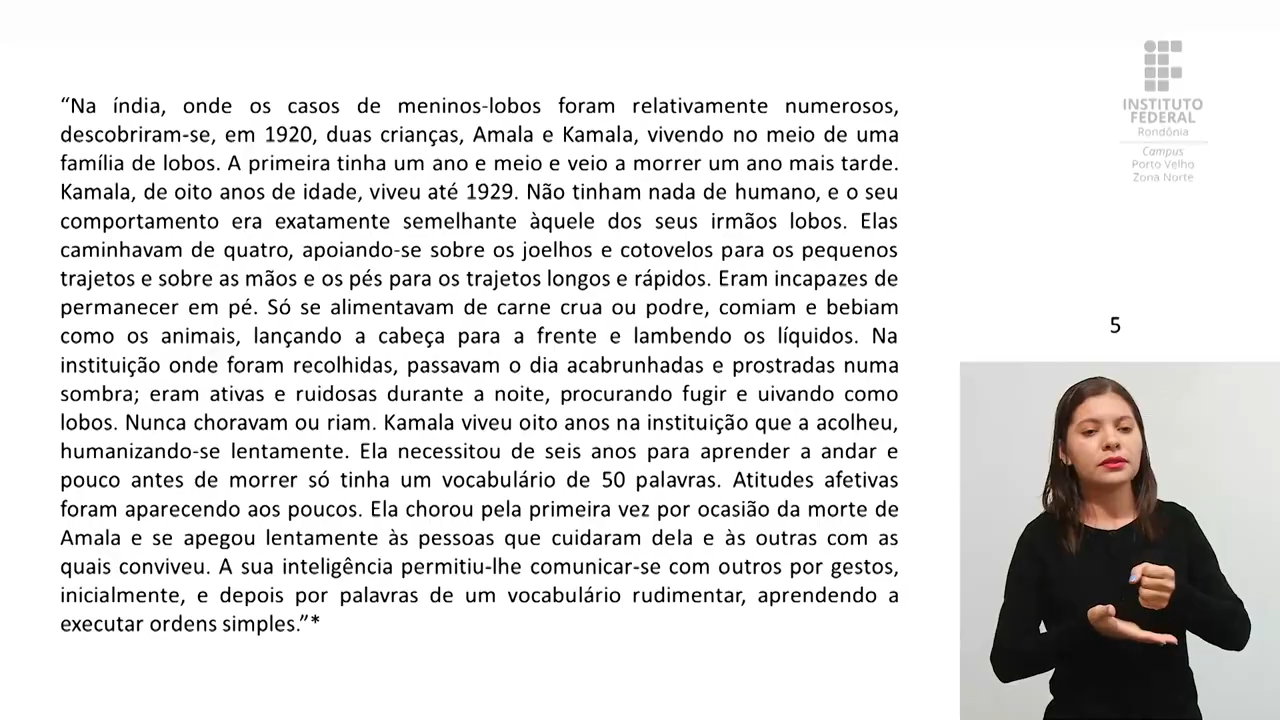 “Na índia, onde os casos de meninos-lobos foram relativamente numerosos,
descobriram-se, em 1920, duas crianças, Amala e Kamala, vivendo no meio de uma
família de lobos. A primeira tinha um ano e meio e veio a morrer um ano mais tarde.
Kamala, de oito anos de idade, viveu até 1929. Não tinham nada de humano, e o seu
comportamento era exatamente semelhante àquele dos seus irmãos lobos. Elas
caminhavam de quatro, apoiando-se sobre os joelhos e cotovelos para os pequenos
trajetos e sobre as mãos e os pés para os trajetos longos e rápidos. Eram incapazes de
permanecer em pé. Só se alimentavam de carne crua ou podre, comiam e bebiam
como os animais, lançando a cabeça para a frente e lambendo os líquidos. Na
instituição onde foram recolhidas, passavam o dia acabrunhadas e prostradas numa
sombra; eram ativas e ruidosas durante a noite, procurando fugir e uivando como
lobos. Nunca choravam ou riam. Kamala viveu oito anos na instituição que a acolheu,
humanizando-se lentamente. Ela necessitou de seis anos para aprender a andar e
pouco antes de morrer só tinha um vocabulário de 50 palavras. Atitudes afetivas
foram aparecendo aos poucos. Ela chorou pela primeira vez por ocasião da morte de
Amala e se apegou lentamente às pessoas que cuidaram dela e às outras com as
quais conviveu. A sua inteligência permitiu-lhe comunicar-se com outros por gestos,
inicialmente, e depois por palavras de um vocabulário rudimentar, aprendendo a
executar ordens simples.”*
INSTITUTO
FEDERAL
Rondônia
Campus
Porto Velho
Zona Norte
5